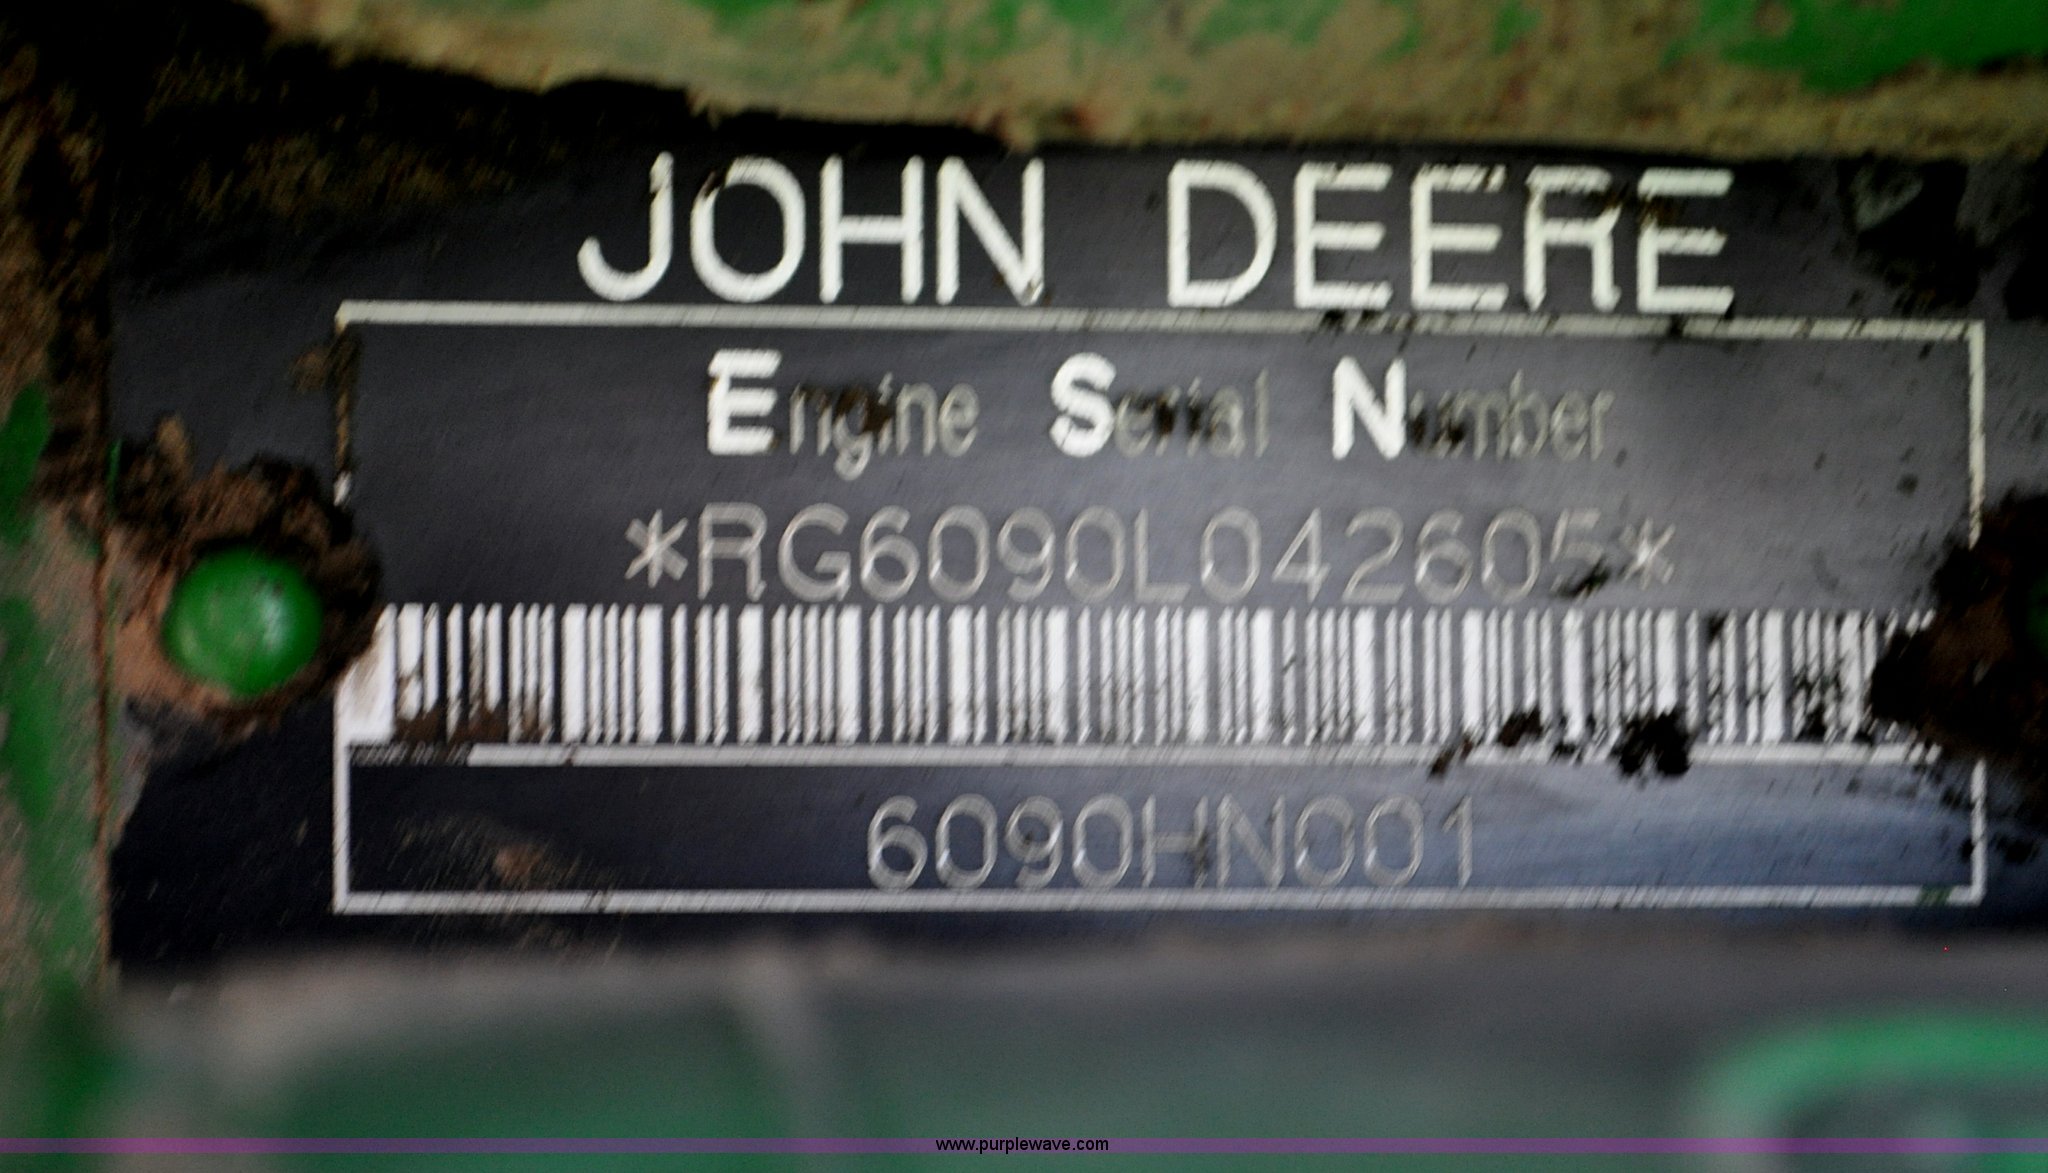 JOHN DEERE
Engine Serial Number
*RG6090L042605*
6090HN001
www.purplewave.com